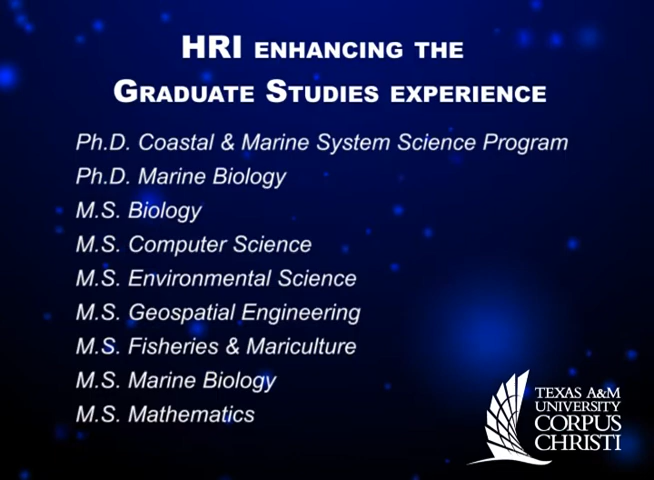 HRI ENHANCING THE
GRADUATE STUDIES EXPERIENCE
Ph.D. Coastal & Marine System Science Program
Ph.D. Marine Biology
M.S. Biology
M.S. Computer Science
M.S. Environmental Science
M.S. Geospatial Engineering
M.S. Fisheries & Mariculture
M.S. Marine Biology
M.S. Mathematics
TEXAS A&M
UNIVERSITY
CORPUS
CHRISTI